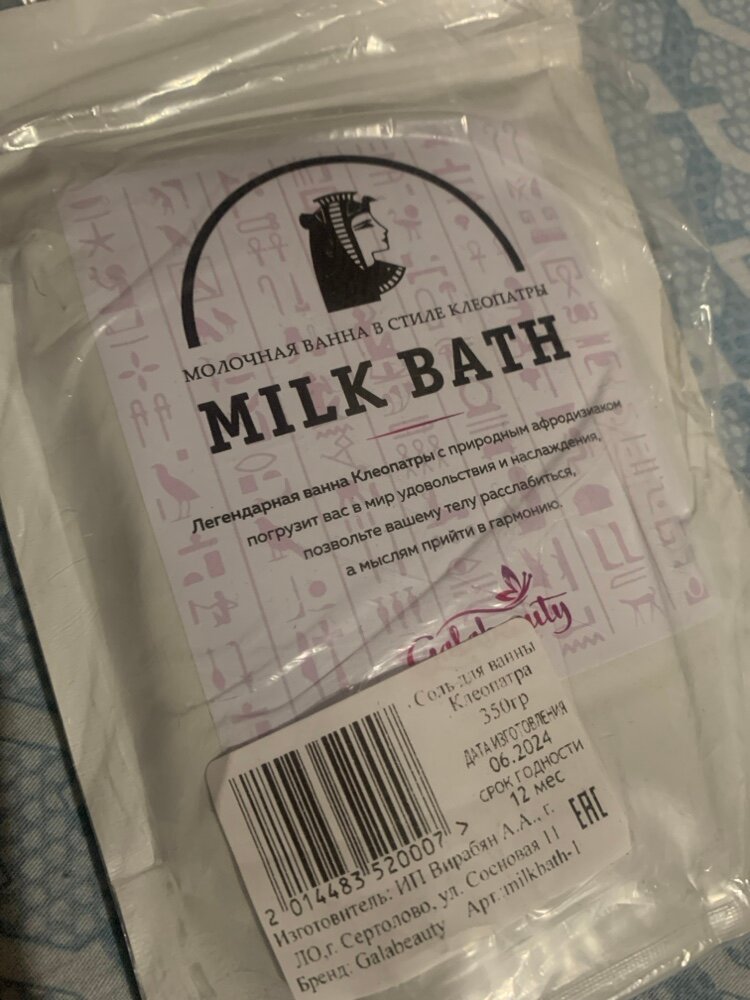 МОЛОЧНАЯ ВАННА В СТИЛЕ КЛЕОПАТРЫ
MILK BATH
Легендарная ванна Клеопатры с природным афродизиаком
погрузит вас в мир удовольствия и наслаждения,
позвольте вашему телу расслабиться,
а мыслям прийти в гармонию.
Galabeauty
Соль для ванны
Клеопатра
350гр
ДАТА ИЗГОТОВЛЕНИЯ
06.2024
СРОК ГОДНОСТИ
12 мес
EAC
2 014483 520007 >
Изготовитель: ИП Вирабян А.А., г.
ЛО,г. Сертолово, ул. Сосновая 11
Бренд: Galabeauty Арт.:milkbath-1